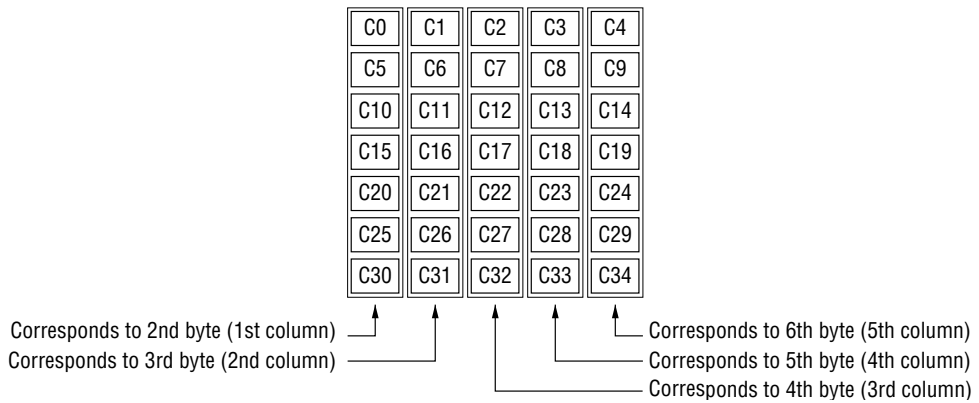 C0 C1 C2 C3 C4
C5 C6 C7 C8 C9
C10 C11 C12 C13 C14
C15 C16 C17 C18 C19
C20 C21 C22 C23 C24
C25 C26 C27 C28 C29
C30 C31 C32 C33 C34
Corresponds to 2nd byte (1st column)
Corresponds to 3rd byte (2nd column)
Corresponds to 6th byte (5th column)
Corresponds to 5th byte (4th column)
Corresponds to 4th byte (3rd column)